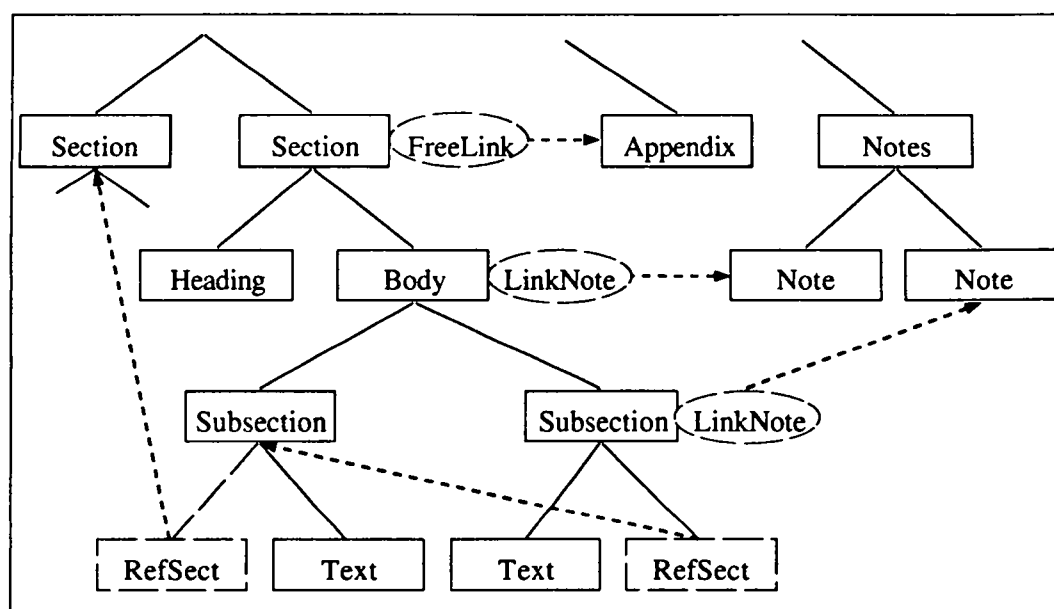 Section
Section
FreeLink
Appendix
Notes
Heading
Body
LinkNote
Note
Note
Subsection
Subsection
LinkNote
RefSect
Text
Text
RefSect